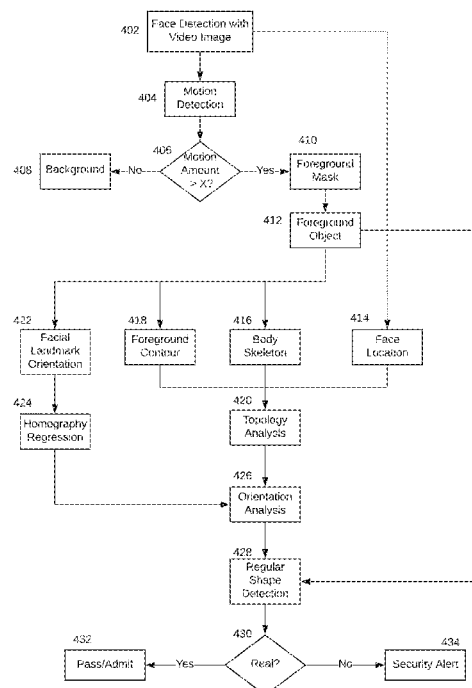 402
Face Detection with
Video Image
404
Motion
Detection
406
Motion
Amount
> X?
No
Yes
408
Background
410
Foreground
Mask
412
Foreground
Object
422
Facial
Landmark
Orientation
418
Foreground
Contour
416
Body
Skeleton
414
Face
Location
424
Homography
Regression
420
Topology
Analysis
426
Orientation
Analysis
428
Regular
Shape
Detection
430
Real?
Yes
No
432
Pass/Admit
434
Security Alert